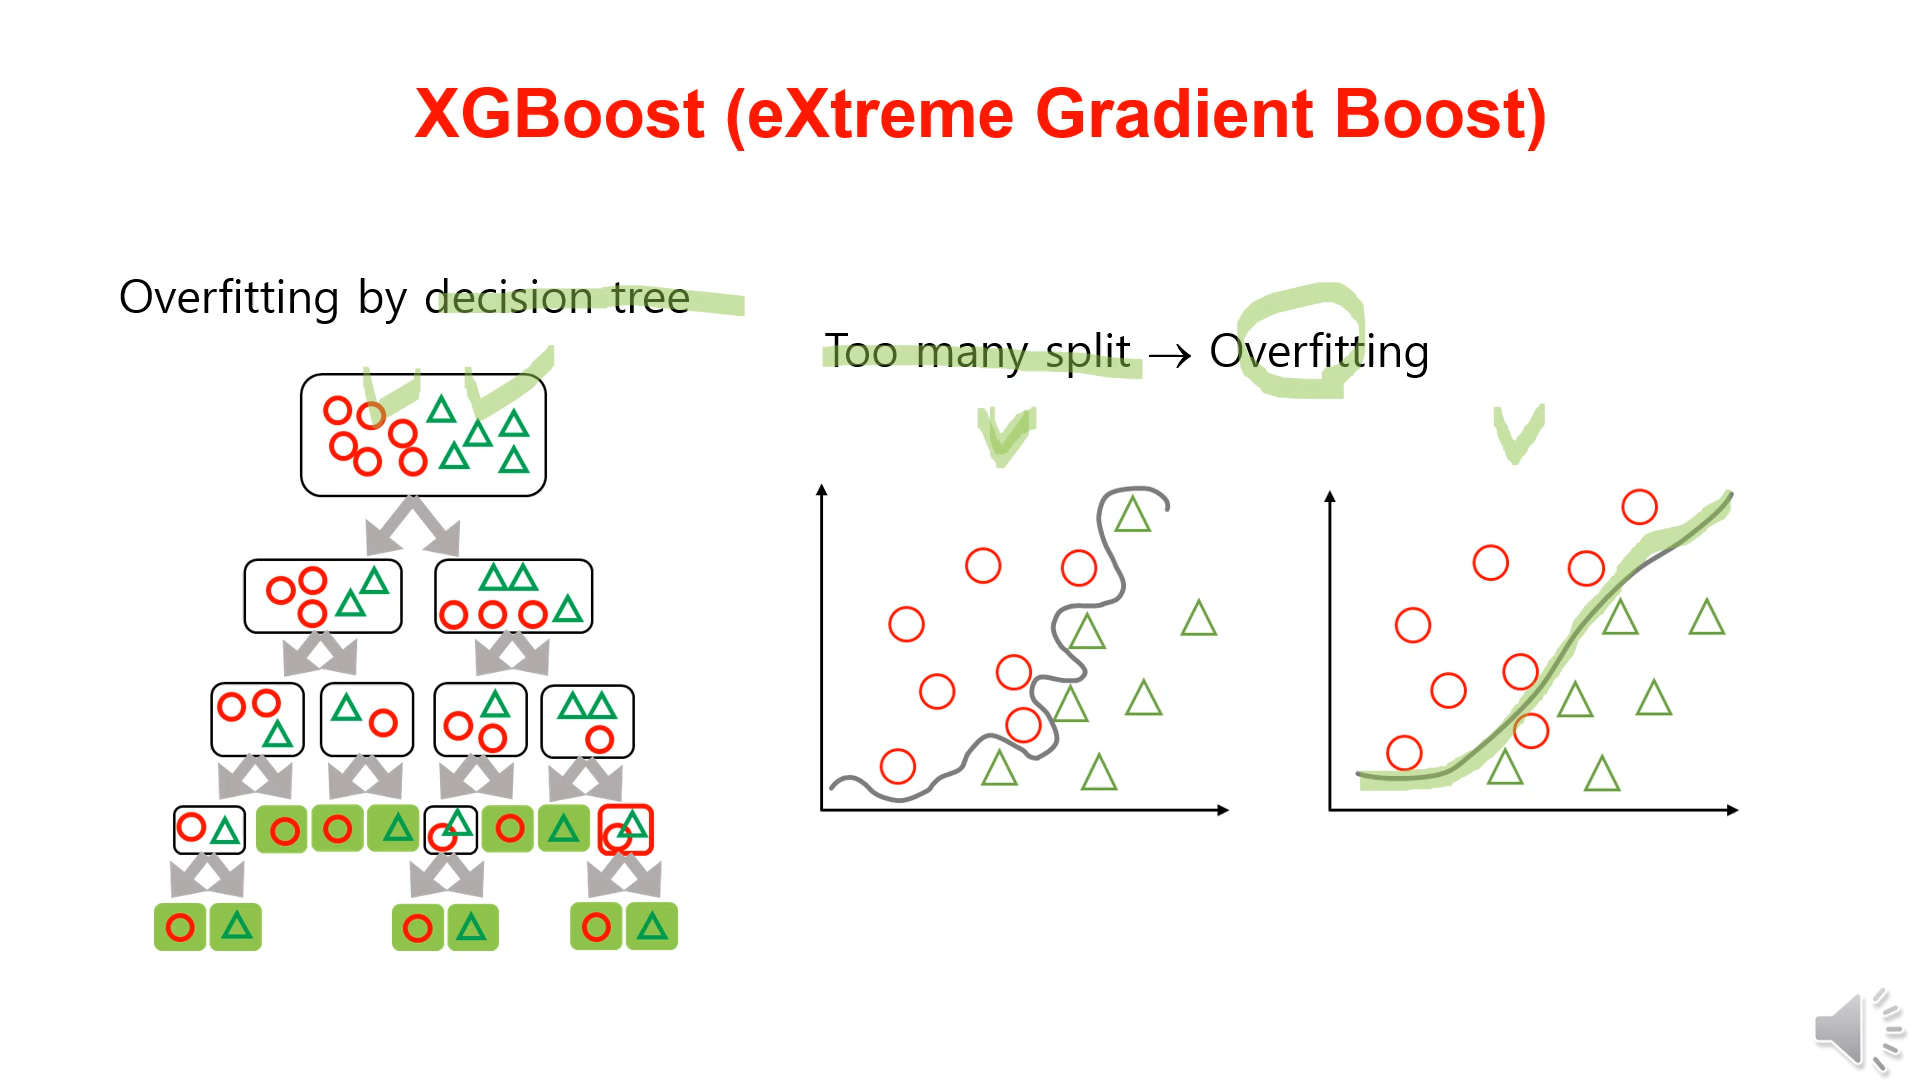 XGBoost (eXtreme Gradient Boost)
Overfitting by decision tree
Too many split → Overfitting